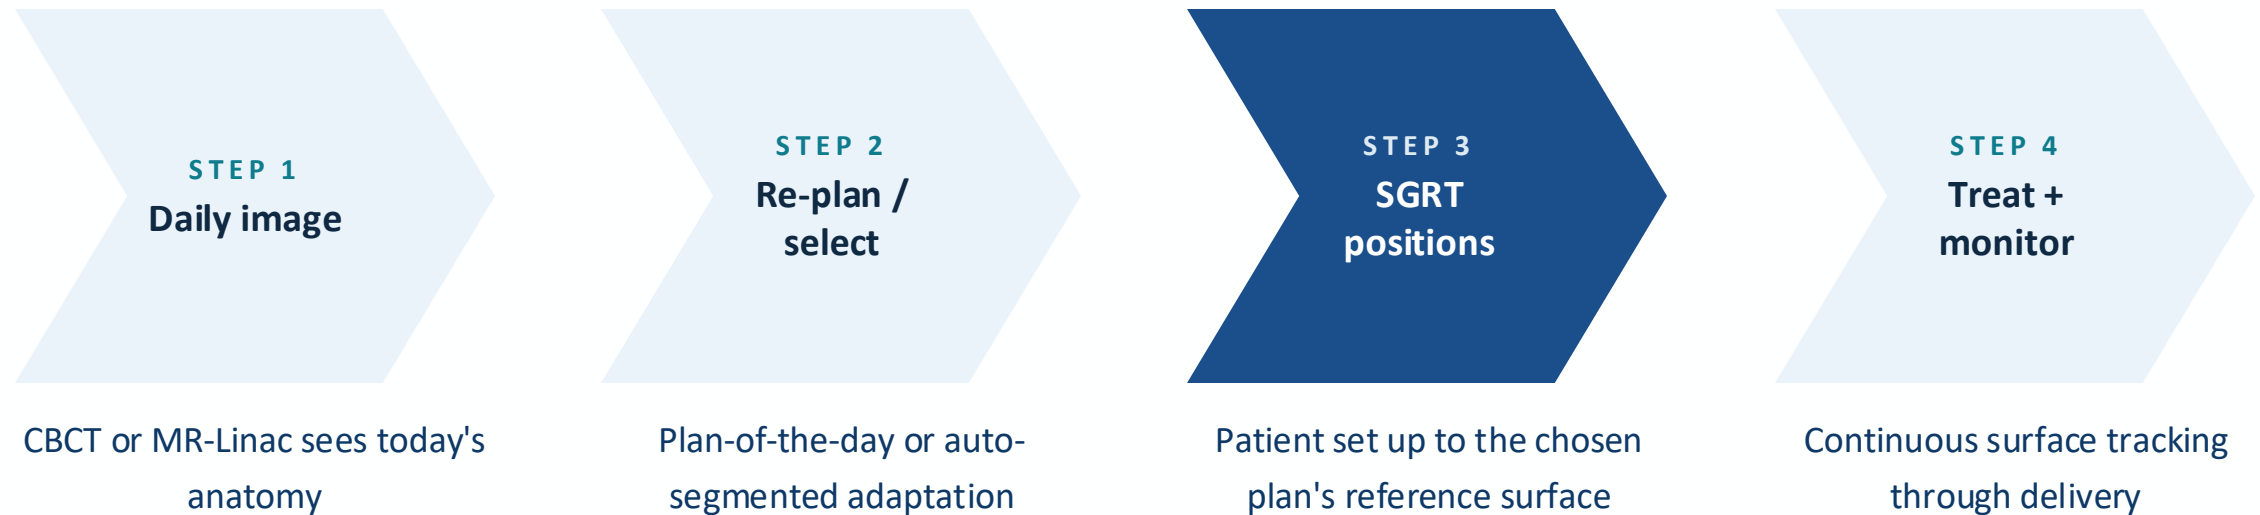 STEP 1
Daily image
CBCT or MR-Linac sees today's
anatomy
STEP 2
Re-plan /
select
Plan-of-the-day or auto-
segmented adaptation
STEP 3
SGRT
positions
Patient set up to the chosen
plan's reference surface
STEP 4
Treat +
monitor
Continuous surface tracking
through delivery